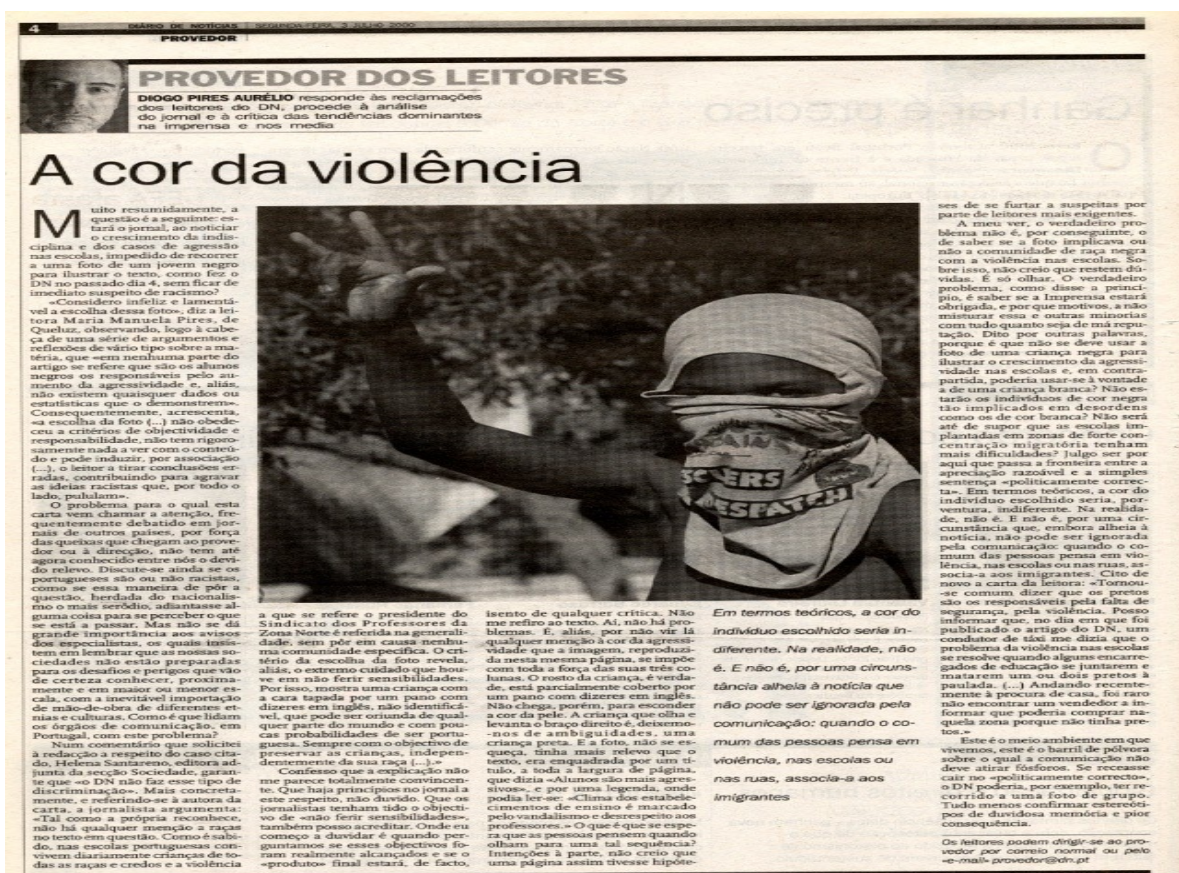 4
DIÁRIO DE NOTÍCIAS | SEGUNDA-FEIRA, 3 JULHO 2000
PROVEDOR
PROVEDOR DOS LEITORES
DIOGO PIRES AURÉLIO responde às reclamações
dos leitores do DN, procede à análise
do jornal e à crítica das tendências dominantes
na imprensa e nos media
A cor da violência
Muito resumidamente, a
questão é a seguinte: es-
tará o jornal, ao noticiar
o crescimento da indis-
ciplina e dos casos de agressão
nas escolas, impedido de recorrer
a uma foto de um jovem negro
para ilustrar o texto, como fez o
DN no passado dia 4, sem ficar de
imediato suspeito de racismo?
«Considero infeliz e lamentá-
vel a escolha dessa foto», diz a lei-
tora Maria Manuela Pires, de
Queluz, observando, logo à cabe-
ça de uma série de argumentos e
reflexões de vário tipo sobre a ma-
téria, que «em nenhuma parte do
artigo se refere que são os alunos
negros os responsáveis pelo au-
mento da agressividade e, aliás,
não existem quaisquer dados ou
estatísticas que o demonstrem».
Consequentemente, acrescenta,
«a escolha da foto (...) não obede-
ceu a critérios de objectividade e
responsabilidade, não tem rigoro-
samente nada a ver com o conteú-
do e pode induzir, por associação
(...), o leitor a tirar conclusões er-
radas, contribuindo para agravar
as ideias racistas que, por todo o
lado, pululam».
O problema para o qual esta
carta vem chamar a atenção, fre-
quentemente debatido em jor-
nais de outros países, por força
das queixas que chegam ao prove-
dor ou à direcção, não tem até
agora conhecido entre nós o devi-
do relevo. Discute-se ainda se os
portugueses são ou não racistas,
como se essa maneira de pôr a
questão, herdada do nacionalis-
mo o mais serôdio, adiantasse al-
guma coisa para se perceber o que
se está a passar. Mas não se dá
grande importância aos avisos
dos especialistas, os quais insis-
tem em lembrar que as nossas so-
ciedades não estão preparadas
para os desafios e perigos que vão
de certeza conhecer, proxima-
mente e em maior ou menor es-
cala, com a inevitável importação
de mão-de-obra de diferentes et-
nias e culturas. Como é que lidam
os órgãos de comunicação, em
Portugal, com este problema?
Num comentário que solicitei
à redacção a respeito do caso cita-
do, Helena Santareno, editora ad-
junta da secção Sociedade, garan-
te que «o DN não faz esse tipo de
discriminação». Mais concreta-
mente, e referindo-se à autora da
carta, a jornalista argumenta:
«Tal como a própria reconhece,
não há qualquer menção a raças
no texto em questão. Como é sabi-
do, nas escolas portuguesas con-
vivem diariamente crianças de to-
das as raças e credos e a violência
SCORERS
DESPATCH
a que se refere o presidente do
Sindicato dos Professores da
Zona Norte é referida na generali-
dade, sem pôr em causa nenhu-
ma comunidade específica. O cri-
tério da escolha da foto revela,
aliás, o extremo cuidado que hou-
ve em não ferir sensibilidades.
Por isso, mostra uma criança com
a cara tapada por um pano com
dizeres em inglês, não identificá-
vel, que pode ser oriunda de qual-
quer parte do mundo e com pou-
cas probabilidades de ser portu-
guesa. Sempre com o objectivo de
preservar as crianças, indepen-
dentemente da sua raça (...).»
Confesso que a explicação não
me parece totalmente convincen-
te. Que haja princípios no jornal a
este respeito, não duvido. Que os
jornalistas tenham tido o objecti-
vo de «não ferir sensibilidades»,
também posso acreditar. Onde eu
começo a duvidar é quando per-
guntamos se esses objectivos fo-
ram realmente alcançados e se o
«produto» final estará, de facto,
isento de qualquer crítica. Não
me refiro ao texto. Aí, não há pro-
blemas. E, aliás, por não vir lá
qualquer menção à cor da agressi-
vidade que a imagem, reproduzi-
da nesta mesma página, se impõe
com toda a força das suas três co-
lunas. O rosto da criança, é verda-
de, está parcialmente coberto por
um pano com dizeres em inglês.
Não chega, porém, para esconder
a cor da pele. A criança que olha e
levanta o braço direito é, deixemo-
-nos de ambiguidades, uma
criança preta. E a foto, não se es-
queça, tinha mais relevo que o
texto, era enquadrada por um tí-
tulo, a toda a largura de página,
que dizia «Alunos são mais agres-
sivos», e por uma legenda, onde
podia ler-se: «Clima dos estabele-
cimentos de ensino é marcado
pelo vandalismo e desrespeito aos
professores.» O que é que se espe-
ra que as pessoas pensem quando
olham para uma tal sequência?
Intenções à parte, não creio que
uma página assim tivesse hipóte-
Em termos teóricos, a cor do
indivíduo escolhido seria in-
diferente. Na realidade, não
é. E não é, por uma circuns-
tância alheia à notícia que
não pode ser ignorada pela
comunicação: quando o co-
mum das pessoas pensa em
violência, nas escolas ou
nas ruas, associa-a aos
imigrantes
ses de se furtar a suspeitas por
parte de leitores mais exigentes.
A meu ver, o verdadeiro pro-
blema não é, por conseguinte, o
de saber se a foto implicava ou
não a comunidade de raça negra
com a violência nas escolas. So-
bre isso, não creio que restem dú-
vidas. É só olhar. O verdadeiro
problema, como disse a princí-
pio, é saber se a Imprensa estará
obrigada, e por que motivos, a não
misturar essa e outras minorias
com tudo quanto seja de má repu-
tação. Dito por outras palavras,
porque é que não se deve usar a
foto de uma criança negra para
ilustrar o crescimento da agressi-
vidade nas escolas e, em contra-
partida, poderia usar-se à vontade
a de uma criança branca? Não es-
tarão os indivíduos de cor negra
tão implicados em desordens
como os de cor branca? Não será
até de supor que as escolas im-
plantadas em zonas de forte con-
centração migratória tenham
mais dificuldades? Julgo ser por
aqui que passa a fronteira entre a
apreciação razoável e a simples
sentença «politicamente correc-
ta». Em termos teóricos, a cor do
indivíduo escolhido seria, por-
ventura, indiferente. Na realida-
de, não é. E não é, por uma cir-
cunstância que, embora alheia à
notícia, não pode ser ignorada
pela comunicação: quando o co-
mum das pessoas pensa em vio-
lência, nas escolas ou nas ruas, as-
socia-a aos imigrantes. Cito de
novo a carta da leitora: «Tornou-
-se comum dizer que os pretos
são os responsáveis pela falta de
segurança, pela violência. Posso
informar que, no dia em que foi
publicado o artigo do DN, um
condutor de táxi me dizia que o
problema da violência nas escolas
se resolve quando alguns encarre-
gados de educação se juntarem e
matarem um ou dois pretos à
paulada. (...) Andando recente-
mente à procura de casa, foi raro
não encontrar um vendedor a in-
formar que poderia comprar na-
quela zona porque não tinha pre-
tos.»
Este é o meio ambiente em que
vivemos, este é o barril de pólvora
sobre o qual a comunicação não
deve atirar fósforos. Se receasse
cair no «politicamente correcto»,
o DN poderia, por exemplo, ter re-
corrido a uma foto de grupo.
Tudo menos confirmar estereóti-
pos de duvidosa memória e pior
consequência.
Os leitores podem dirigir-se ao pro-
vedor por correio normal ou pelo
«e-mail» provedor@dn.pt